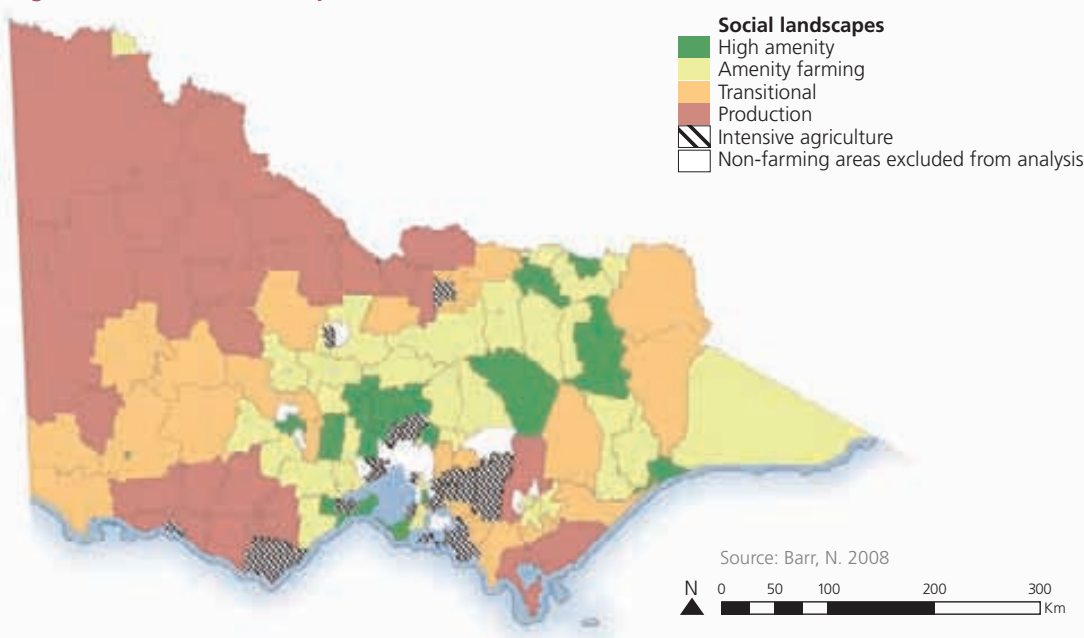 Social landscapes
High amenity
Amenity farming
Transitional
Production
Intensive agriculture
Non-farming areas excluded from analysis
Source: Barr, N. 2008
N 0 50 100 200 300
Km